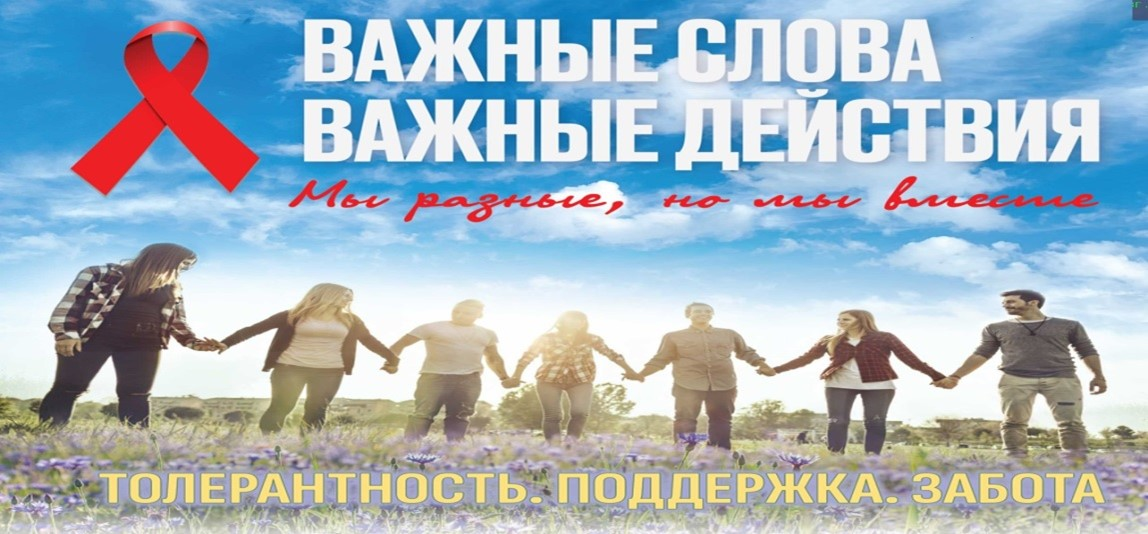 ВАЖНЫЕ СЛОВА
ВАЖНЫЕ ДЕЙСТВИЯ
Мы разные, но мы вместе
ТОЛЕРАНТНОСТЬ. ПОДДЕРЖКА. ЗАБОТА